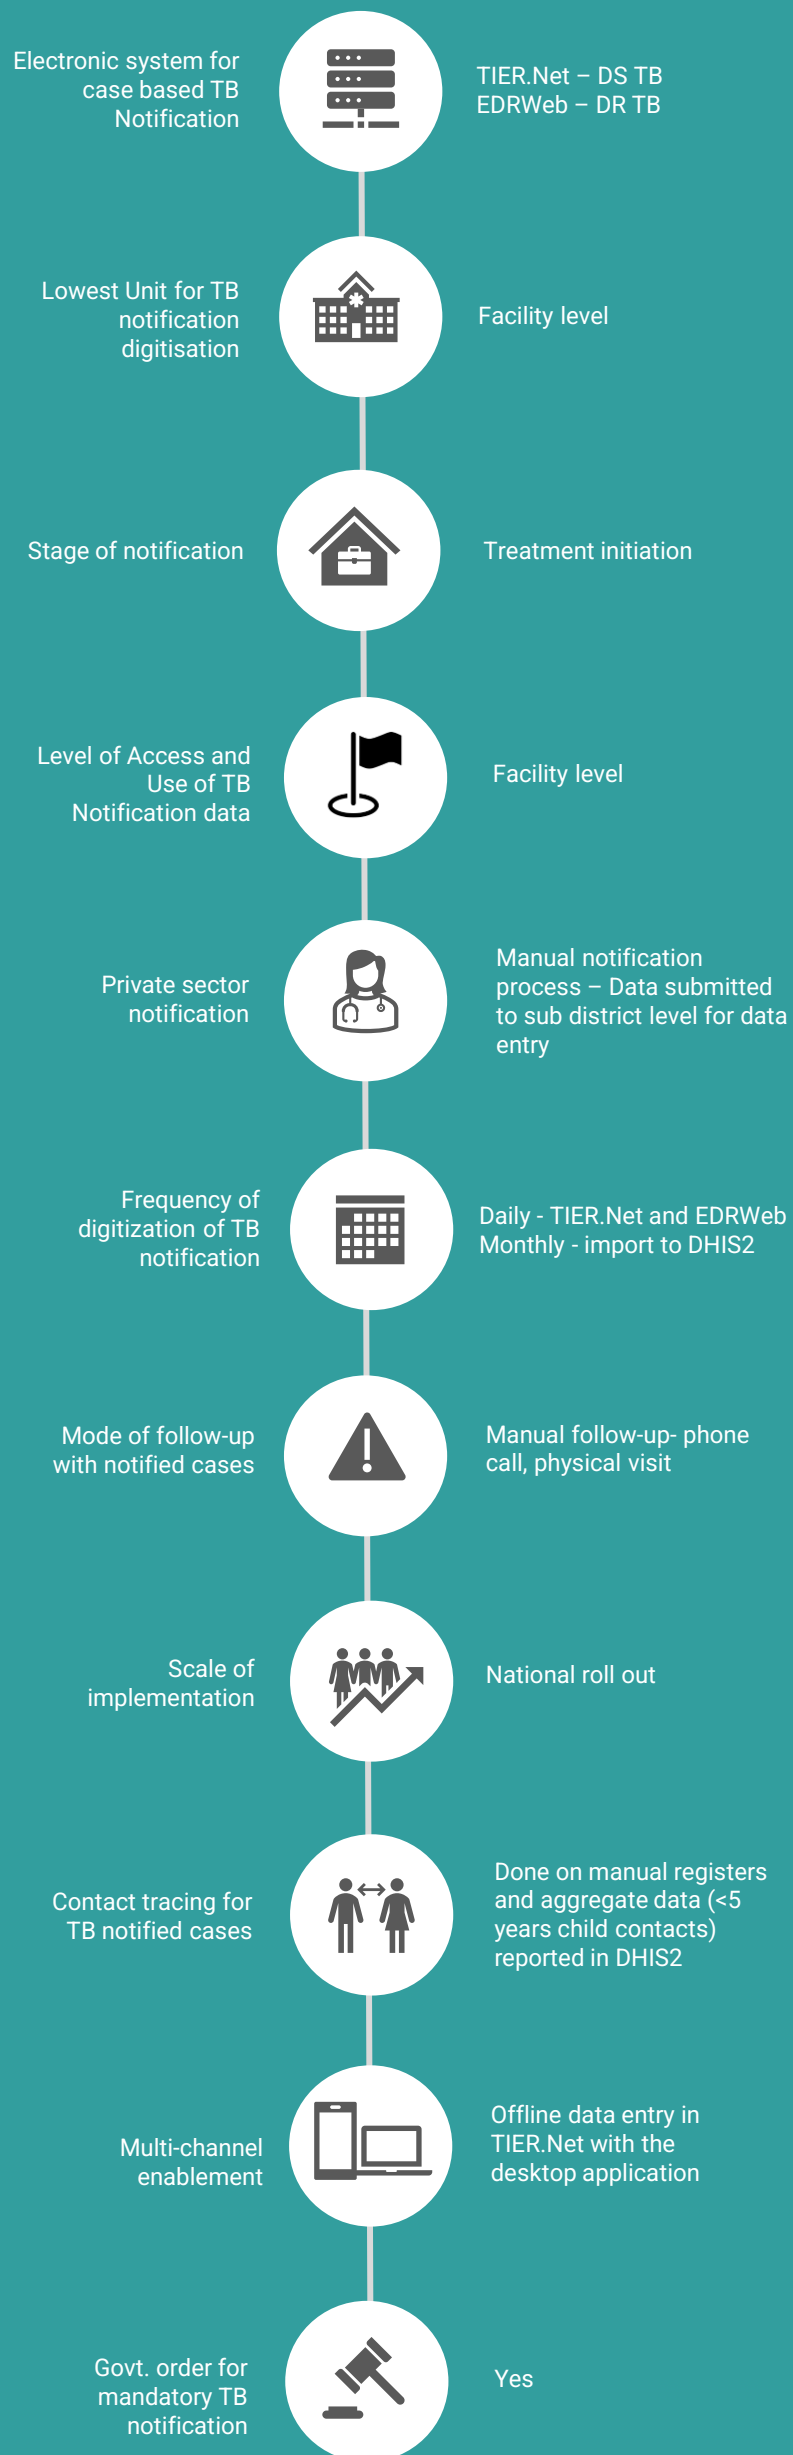 Electronic system for
case based TB
Notification
TIER.Net – DS TB
EDRWeb – DR TB
Lowest Unit for TB
notification
digitisation
Facility level
Stage of notification
Treatment initiation
Level of Access and
Use of TB
Notification data
Facility level
Private sector
notification
Manual notification
process – Data submitted
to sub district level for data
entry
Frequency of
digitization of TB
notification
Daily - TIER.Net and EDRWeb
Monthly - import to DHIS2
Mode of follow-up
with notified cases
Manual follow-up- phone
call, physical visit
Scale of
implementation
National roll out
Contact tracing for
TB notified cases
Done on manual registers
and aggregate data (<5
years child contacts)
reported in DHIS2
Multi-channel
enablement
Offline data entry in
TIER.Net with the
desktop application
Govt. order for
mandatory TB
notification
Yes